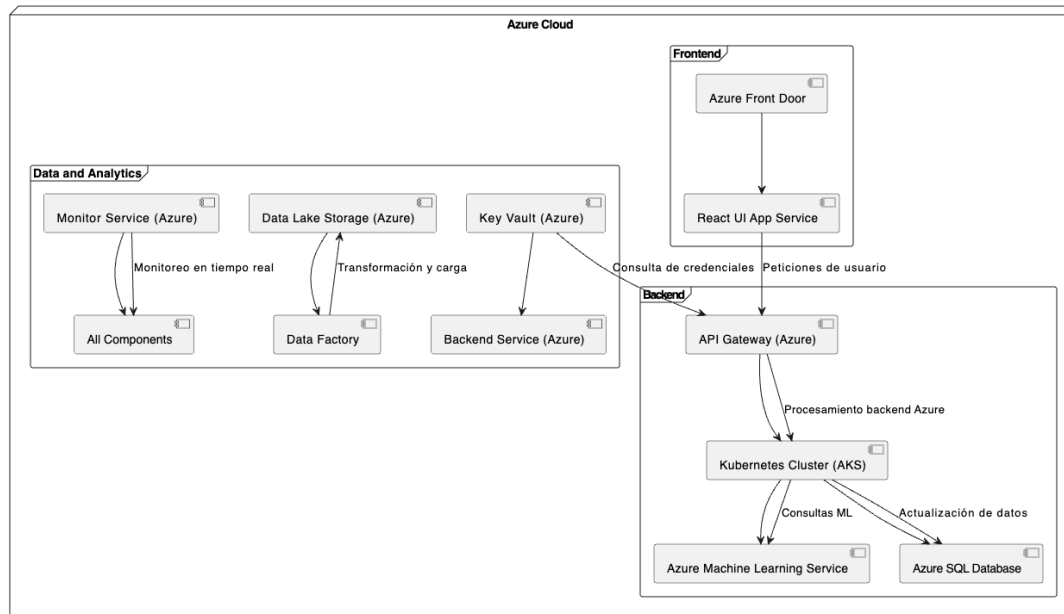 Azure Cloud
Frontend
Azure Front Door
React UI App Service
Data and Analytics
Monitor Service (Azure)
Data Lake Storage (Azure)
Key Vault (Azure)
Monitoreo en tiempo real
Transformación y carga
Consulta de credenciales
Peticiones de usuario
All Components
Data Factory
Backend Service (Azure)
Backend
API Gateway (Azure)
Procesamiento backend Azure
Kubernetes Cluster (AKS)
Consultas ML
Actualización de datos
Azure Machine Learning Service
Azure SQL Database